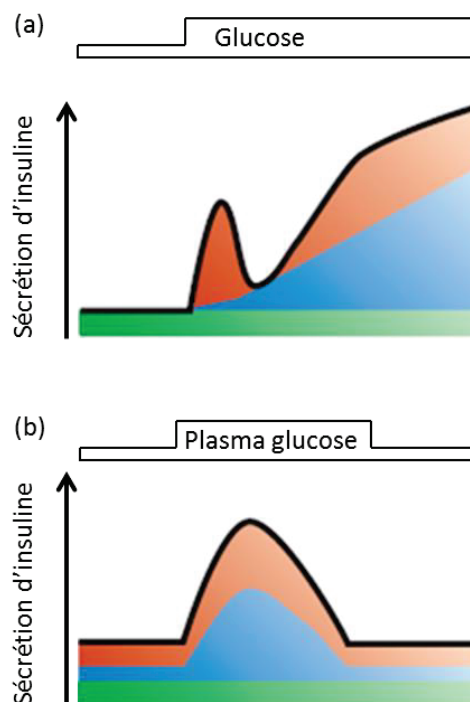 (a)
Glucose
Sécrétion d'insuline
(b)
Plasma glucose
Sécrétion d'insuline